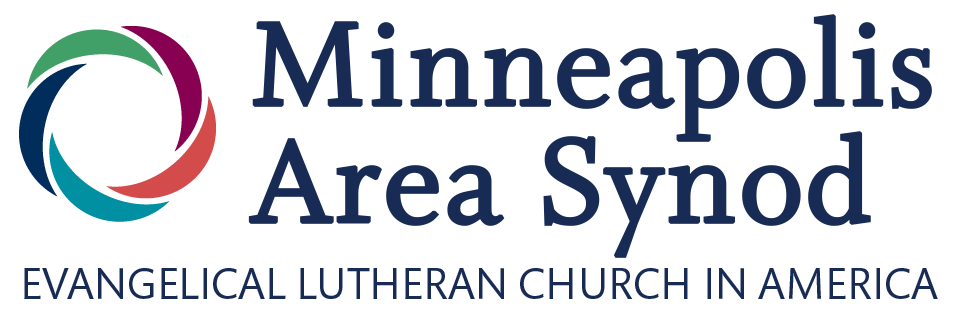 Minneapolis
Area Synod
EVANGELICAL LUTHERAN CHURCH IN AMERICA